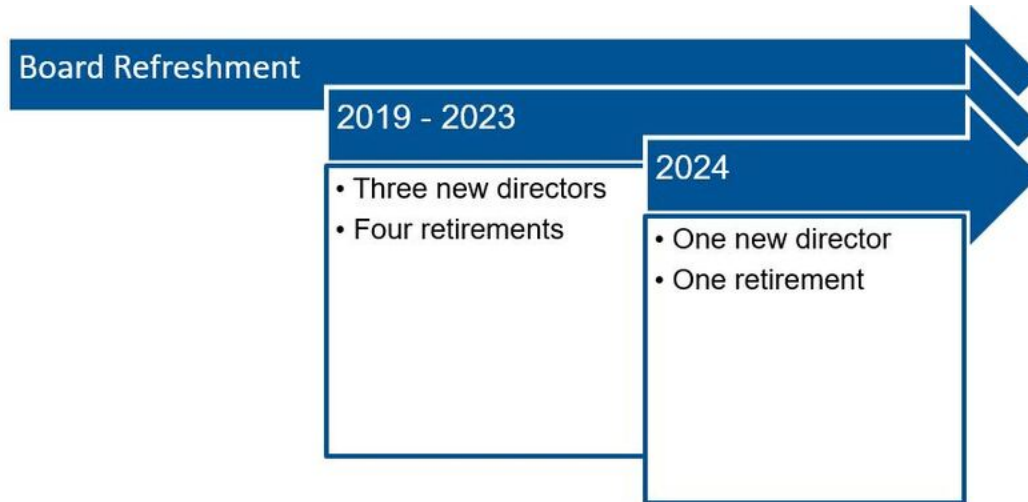 Board Refreshment
2019 - 2023
• Three new directors
• Four retirements
2024
• One new director
• One retirement